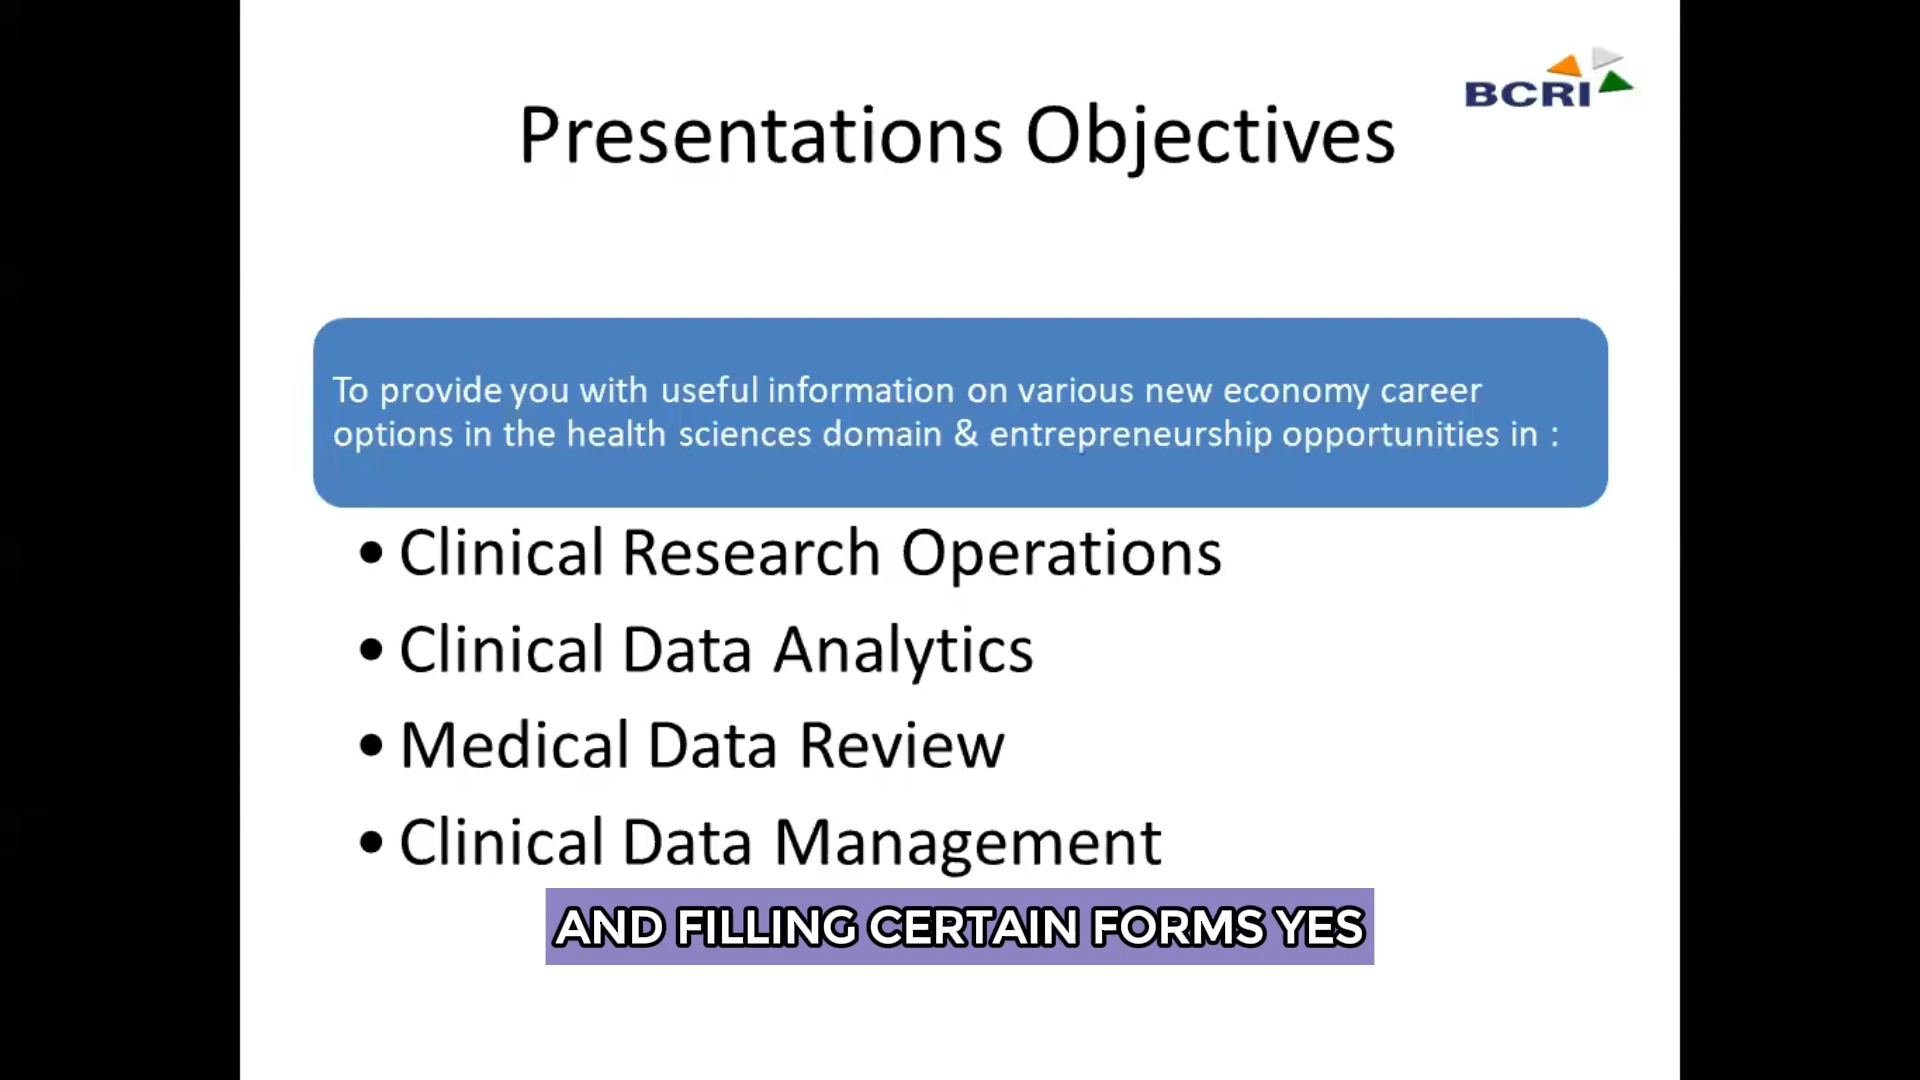 BCRI
Presentations Objectives
To provide you with useful information on various new economy career
options in the health sciences domain & entrepreneurship opportunities in :
• Clinical Research Operations
• Clinical Data Analytics
• Medical Data Review
• Clinical Data Management
AND FILLING CERTAIN FORMS YES